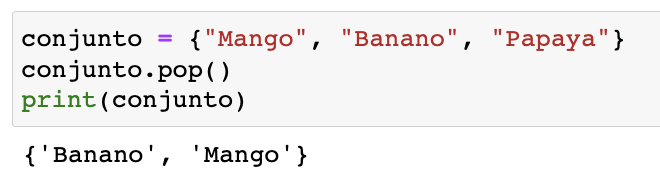 conjunto = {"Mango", "Banano", "Papaya"}
conjunto.pop()
print(conjunto)
{'Banano', 'Mango'}